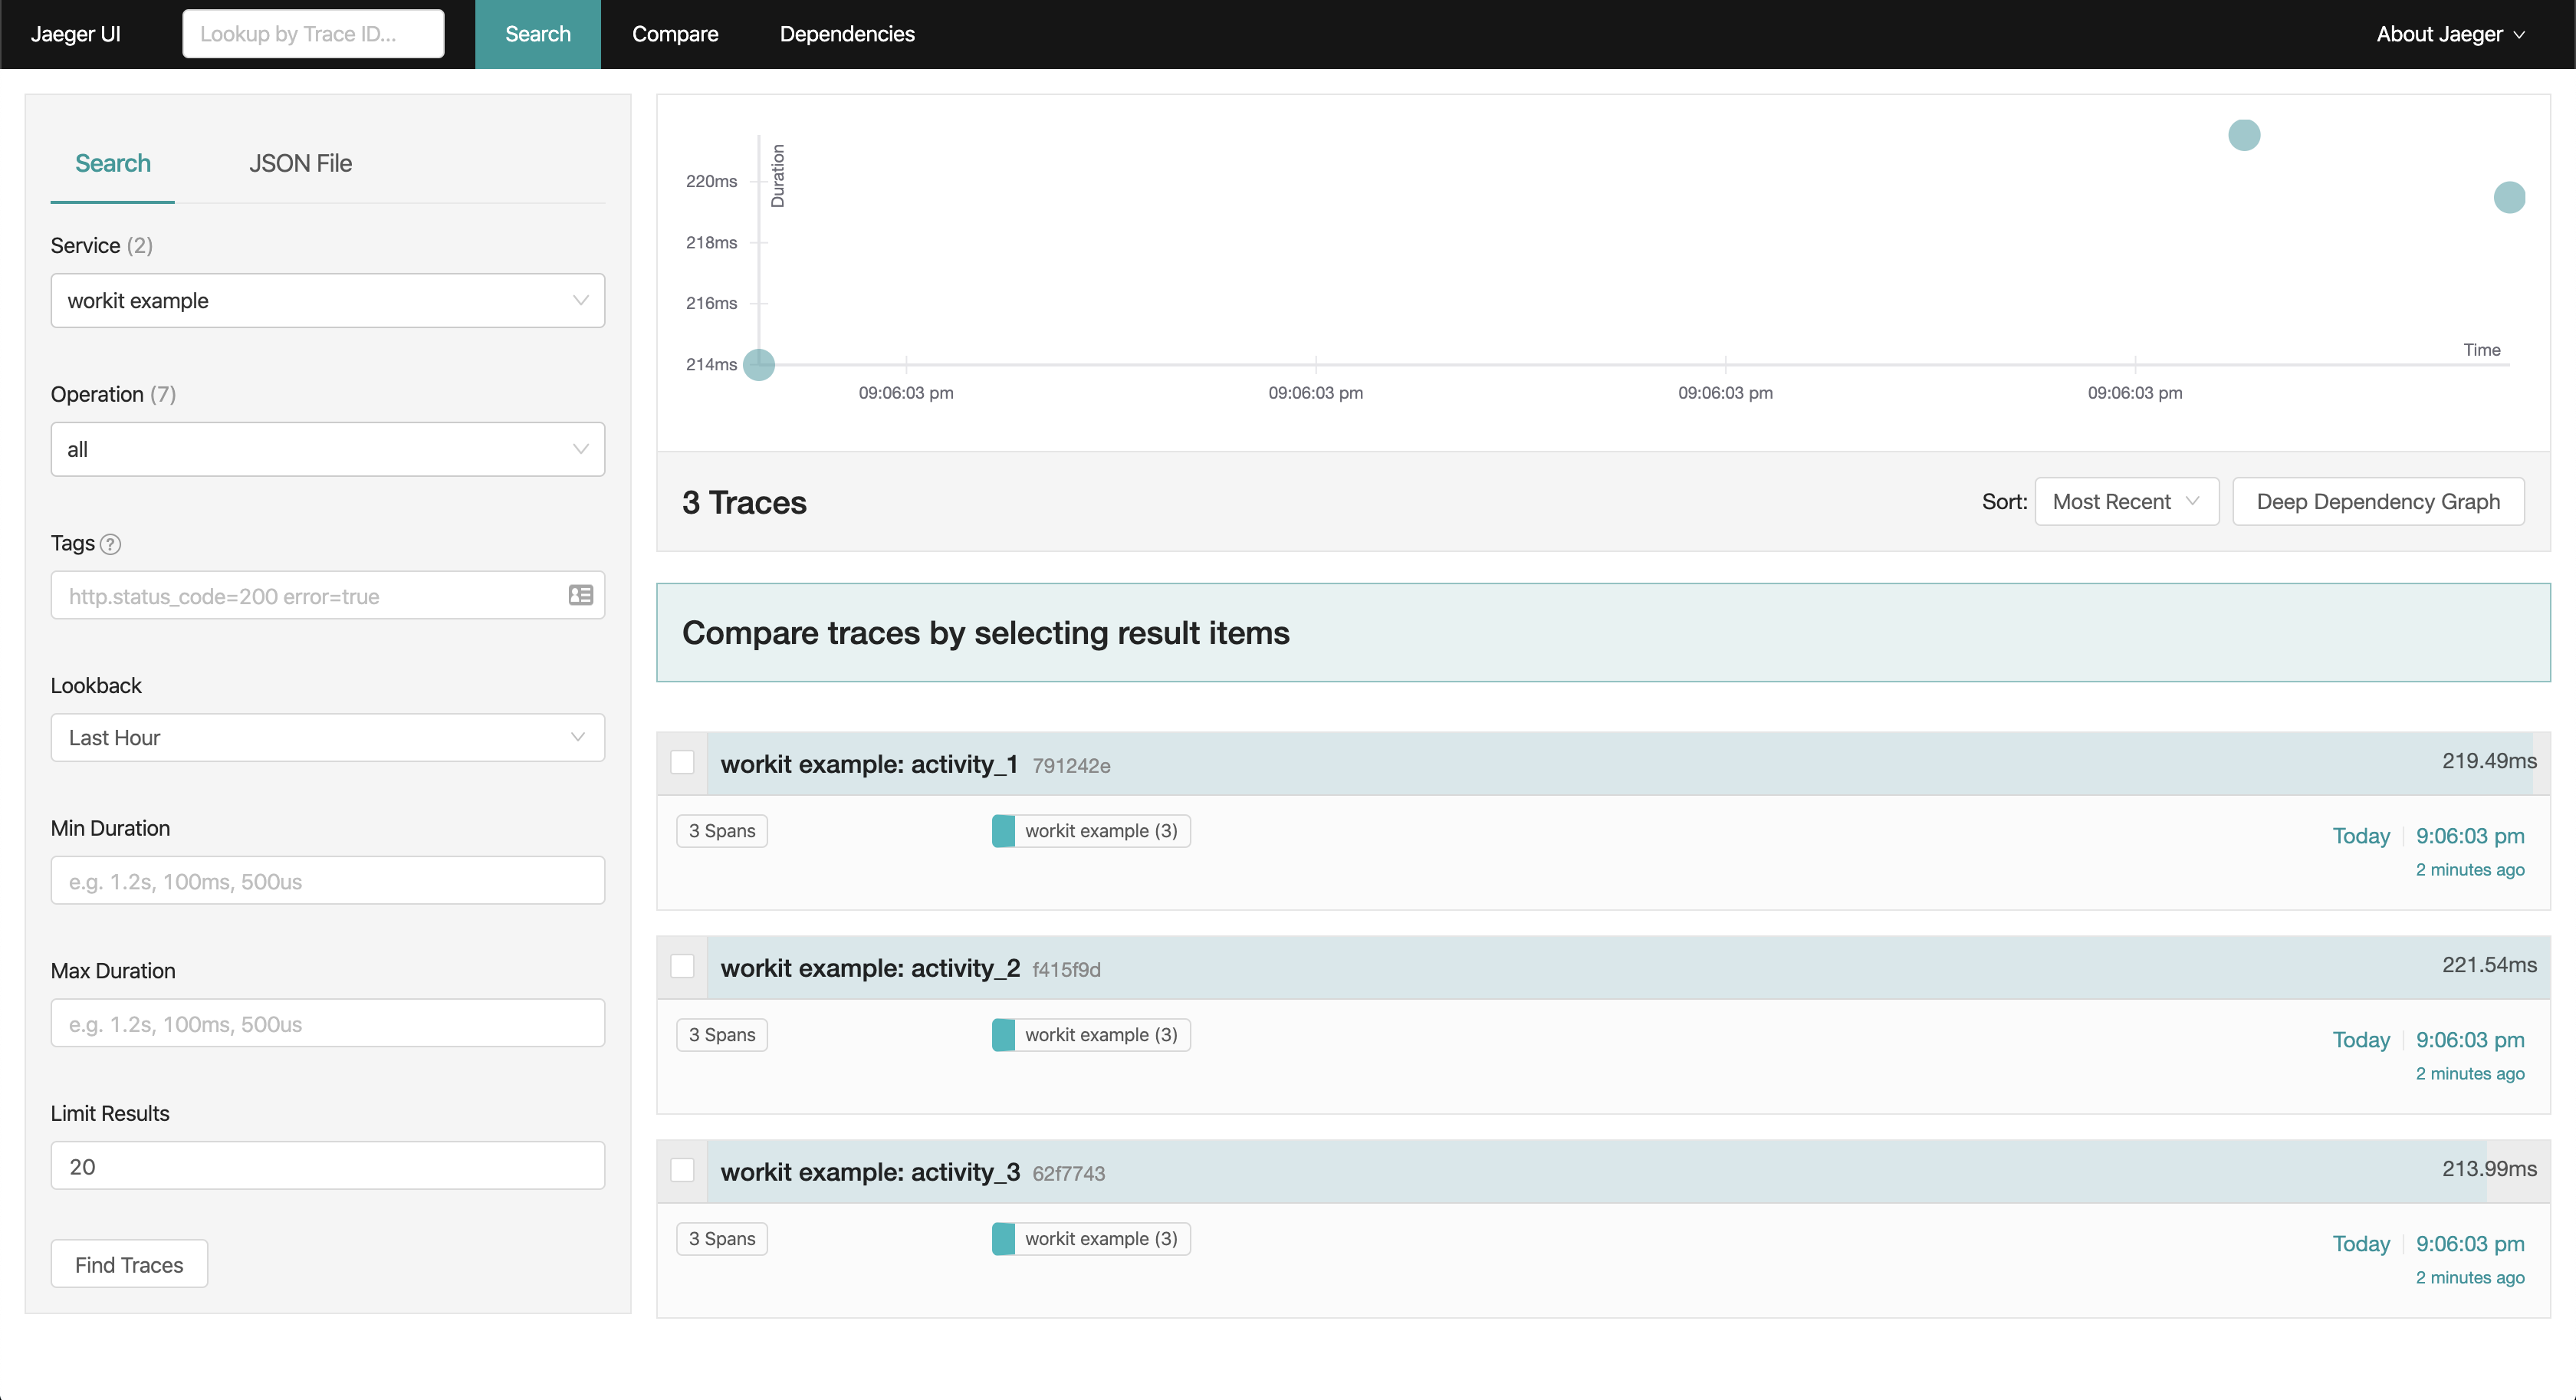 Jaeger UI
Lookup by Trace ID...
Search
Compare
Dependencies
About Jaeger
Search
JSON File
Service (2)
workit example
Operation (7)
all
Tags ?
http.status_code=200 error=true
Lookback
Last Hour
Min Duration
e.g. 1.2s, 100ms, 500us
Max Duration
e.g. 1.2s, 100ms, 500us
Limit Results
20
Find Traces
Duration
220ms
218ms
216ms
214ms
Time
09:06:03 pm
09:06:03 pm
09:06:03 pm
09:06:03 pm
3 Traces
Sort: Most Recent
Deep Dependency Graph
Compare traces by selecting result items
workit example: activity_1 791242e
219.49ms
3 Spans
workit example (3)
Today 9:06:03 pm
2 minutes ago
workit example: activity_2 f415f9d
221.54ms
3 Spans
workit example (3)
Today 9:06:03 pm
2 minutes ago
workit example: activity_3 62f7743
213.99ms
3 Spans
workit example (3)
Today 9:06:03 pm
2 minutes ago